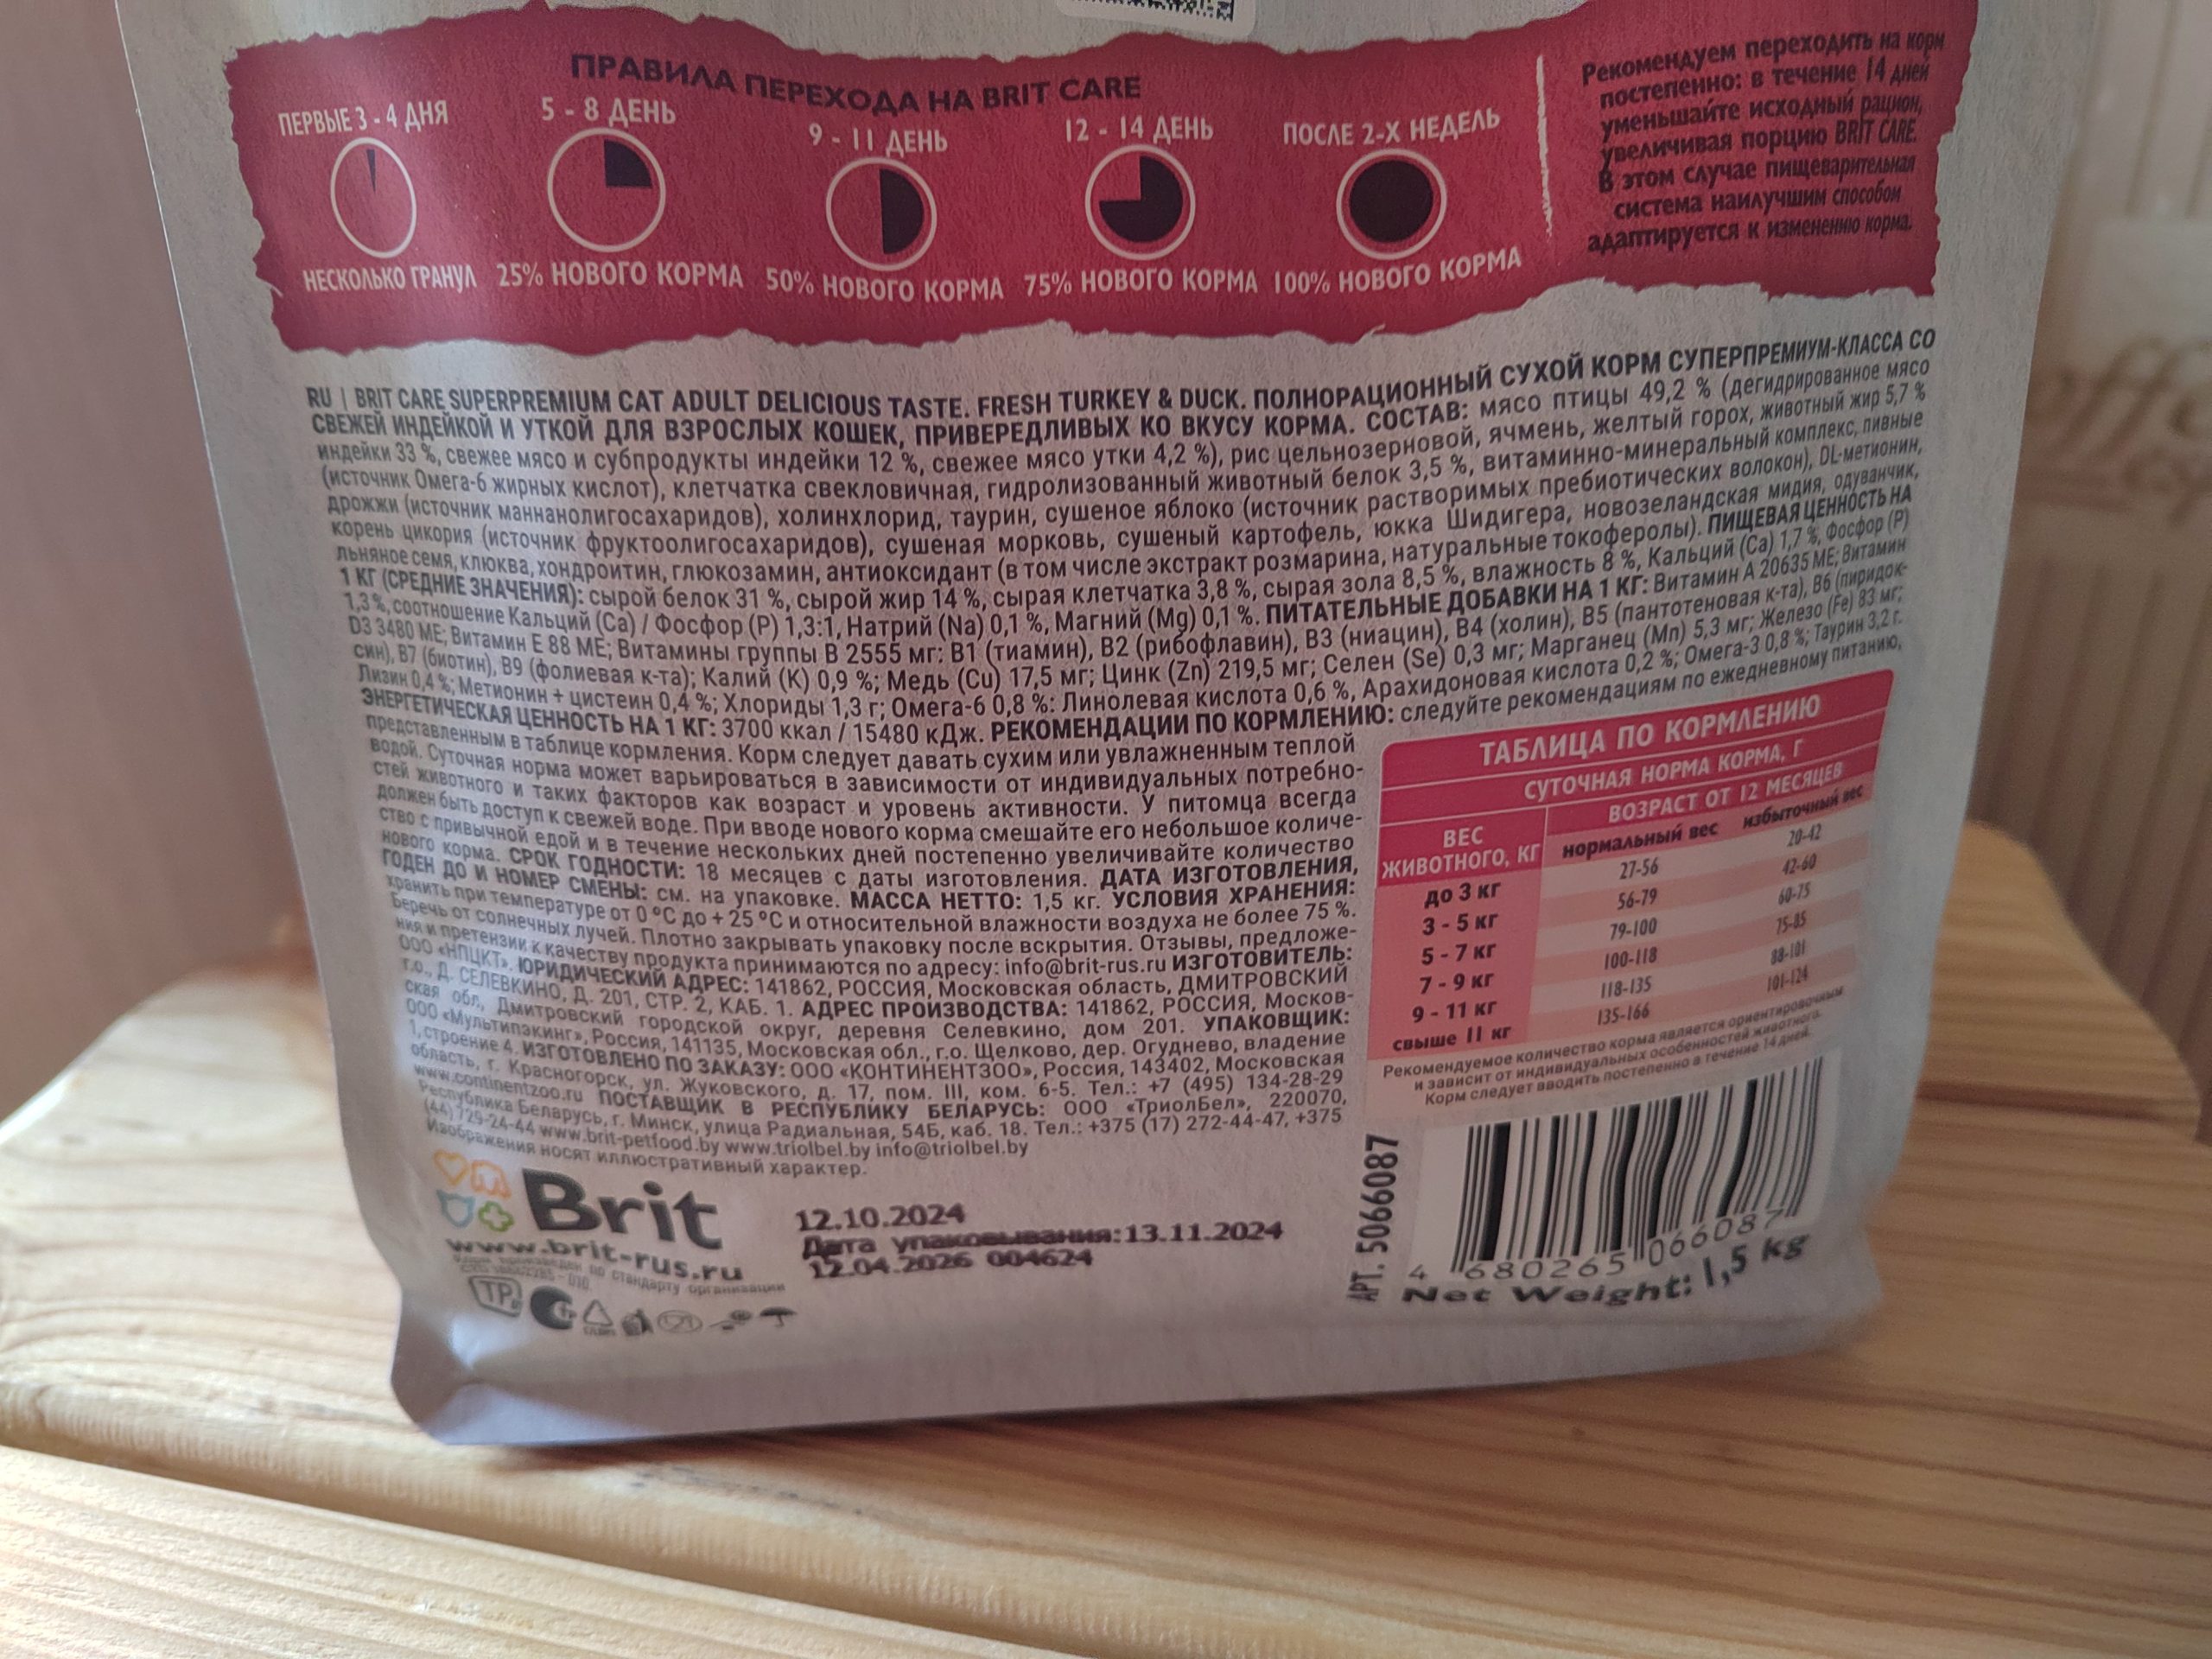 ПРАВИЛА ПЕРЕХОДА НА BRIT CARE
ПЕРВЫЕ 3 - 4 ДНЯ
5 - 8 ДЕНЬ
9 - 11 ДЕНЬ
12 - 14 ДЕНЬ
ПОСЛЕ 2-Х НЕДЕЛЬ
НЕСКОЛЬКО ГРАНУЛ
25% НОВОГО КОРМА
50% НОВОГО КОРМА
75% НОВОГО КОРМА
100% НОВОГО КОРМА
Рекомендуем переходить на корм
постепенно: в течение 14 дней
уменьшайте исходный рацион,
увеличивая порцию BRIT CARE.
В этом случае пищеварительная
система наилучшим способом
адаптируется к изменению корма.
RU | BRIT CARE SUPERPREMIUM CAT ADULT DELICIOUS TASTE. FRESH TURKEY & DUCK. ПОЛНОРАЦИОННЫЙ СУХОЙ КОРМ СУПЕРПРЕМИУМ-КЛАССА СО
СВЕЖЕЙ ИНДЕЙКОЙ И УТКОЙ ДЛЯ ВЗРОСЛЫХ КОШЕК, ПРИВЕРЕДЛИВЫХ КО ВКУСУ КОРМА. СОСТАВ: мясо птицы 49,2 % (дегидрированное мясо
индейки 33 %, свежее мясо и субпродукты индейки 12 %, свежее мясо утки 4,2 %), рис цельнозерновой, ячмень, желтый горох, животный жир 5,7 %
(источник Омега-6 жирных кислот), клетчатка свекловичная, гидролизованный животный белок 3,5 %, витаминно-минеральный комплекс, пивные
дрожжи (источник маннанолигосахаридов), холинхлорид, таурин, сушеное яблоко (источник растворимых пребиотических волокон), DL-метионин,
корень цикория (источник фруктоолигосахаридов), сушеная морковь, сушеный картофель, юкка Шидигера, новозеландская мидия, одуванчик,
льняное семя, клюква, хондроитин, глюкозамин, антиоксидант (в том числе экстракт розмарина, натуральные токоферолы). ПИЩЕВАЯ ЦЕННОСТЬ НА
1 КГ (СРЕДНИЕ ЗНАЧЕНИЯ): сырой белок 31 %, сырой жир 14 %, сырая клетчатка 3,8 %, сырая зола 8,5 %, влажность 8 %, Кальций (Ca) 1,7 %, Фосфор (P)
1,3 %, соотношение Кальций (Ca) / Фосфор (P) 1,3:1, Натрий (Na) 0,1 %, Магний (Mg) 0,1 %. ПИТАТЕЛЬНЫЕ ДОБАВКИ НА 1 КГ: Витамин А 20635 МЕ; Витамин
D3 3480 МЕ; Витамин Е 88 МЕ; Витамины группы В 2555 мг: В1 (тиамин), В2 (рибофлавин), В3 (ниацин), В4 (холин), В5 (пантотеновая к-та), В6 (пиридок-
син), В7 (биотин), В9 (фолиевая к-та); Калий (К) 0,9 %; Медь (Cu) 17,5 мг; Цинк (Zn) 219,5 мг; Селен (Se) 0,3 мг; Марганец (Mn) 5,3 мг; Железо (Fe) 83 мг;
Лизин 0,4 %; Метионин + цистеин 0,4 %; Хлориды 1,3 г; Омега-6 0,8 %: Линолевая кислота 0,6 %, Арахидоновая кислота 0,2 %; Омега-3 0,8 %; Таурин 3,2 г.
ЭНЕРГЕТИЧЕСКАЯ ЦЕННОСТЬ НА 1 КГ: 3700 ккал / 15480 кДж. РЕКОМЕНДАЦИИ ПО КОРМЛЕНИЮ: следуйте рекомендациям по ежедневному питанию,
представленным в таблице кормления. Корм следует давать сухим или увлажненным теплой
водой. Суточная норма может варьироваться в зависимости от индивидуальных потребно-
стей животного и таких факторов как возраст и уровень активности. У питомца всегда
должен быть доступ к свежей воде. При вводе нового корма смешайте его небольшое количе-
ство с привычной едой и в течение нескольких дней постепенно увеличивайте количество
нового корма. СРОК ГОДНОСТИ: 18 месяцев с даты изготовления. ДАТА ИЗГОТОВЛЕНИЯ,
ГОДЕН ДО И НОМЕР СМЕНЫ: см. на упаковке. МАССА НЕТТО: 1,5 кг. УСЛОВИЯ ХРАНЕНИЯ:
хранить при температуре от 0 °C до + 25 °C и относительной влажности воздуха не более 75 %.
Беречь от солнечных лучей. Плотно закрывать упаковку после вскрытия. Отзывы, предложе-
ния и претензии к качеству продукта принимаются по адресу: info@brit-rus.ru ИЗГОТОВИТЕЛЬ:
ООО «НПЦКТ». ЮРИДИЧЕСКИЙ АДРЕС: 141862, РОССИЯ, Московская область, ДМИТРОВСКИЙ
Г.О., Д. СЕЛЕВКИНО, Д. 201, СТР. 2, КАБ. 1. АДРЕС ПРОИЗВОДСТВА: 141862, РОССИЯ, Москов-
ская обл, Дмитровский городской округ, деревня Селевкино, дом 201. УПАКОВЩИК:
ООО «Мультипэкинг», Россия, 141135, Московская обл., г.о. Щелково, дер. Огуднево, владение
1, строение 4. ИЗГОТОВЛЕНО ПО ЗАКАЗУ: ООО «КОНТИНЕНТЗОО», Россия, 143402, Московская
область, г. Красногорск, ул. Жуковского, д. 17, пом. III, ком. 6-5. Тел.: +7 (495) 134-28-29
www.continentzoo.ru ПОСТАВЩИК В РЕСПУБЛИКУ БЕЛАРУСЬ: ООО «ТриолБел», 220070,
Республика Беларусь, г. Минск, улица Радиальная, 54Б, каб. 18. Тел.: +375 (17) 272-44-47, +375
(44) 729-24-44 www.brit-petfood.by www.triolbel.by info@triolbel.by
Изображения носят иллюстративный характер.
ТАБЛИЦА ПО КОРМЛЕНИЮ
СУТОЧНАЯ НОРМА КОРМА, Г
ВЕС ЖИВОТНОГО, КГ
ВОЗРАСТ ОТ 12 МЕСЯЦЕВ
нормальный вес избыточный вес
до 3 кг 27-56 20-42
3 - 5 кг 56-79 42-60
5 - 7 кг 79-100 60-75
7 - 9 кг 100-118 75-85
9 - 11 кг 118-135 88-101
свыше 11 кг 135-166 101-124
Рекомендуемое количество корма является ориентировочным
и зависит от индивидуальных особенностей животного.
Корм следует вводить постепенно в течение 14 дней.
Brit
www.brit-rus.ru
стандарту организации
12.10.2024
Дата упаковывания:13.11.2024
12.04.2026 004624
АРТ. 5066087
4 680265 066087
Net Weight: 1,5 kg